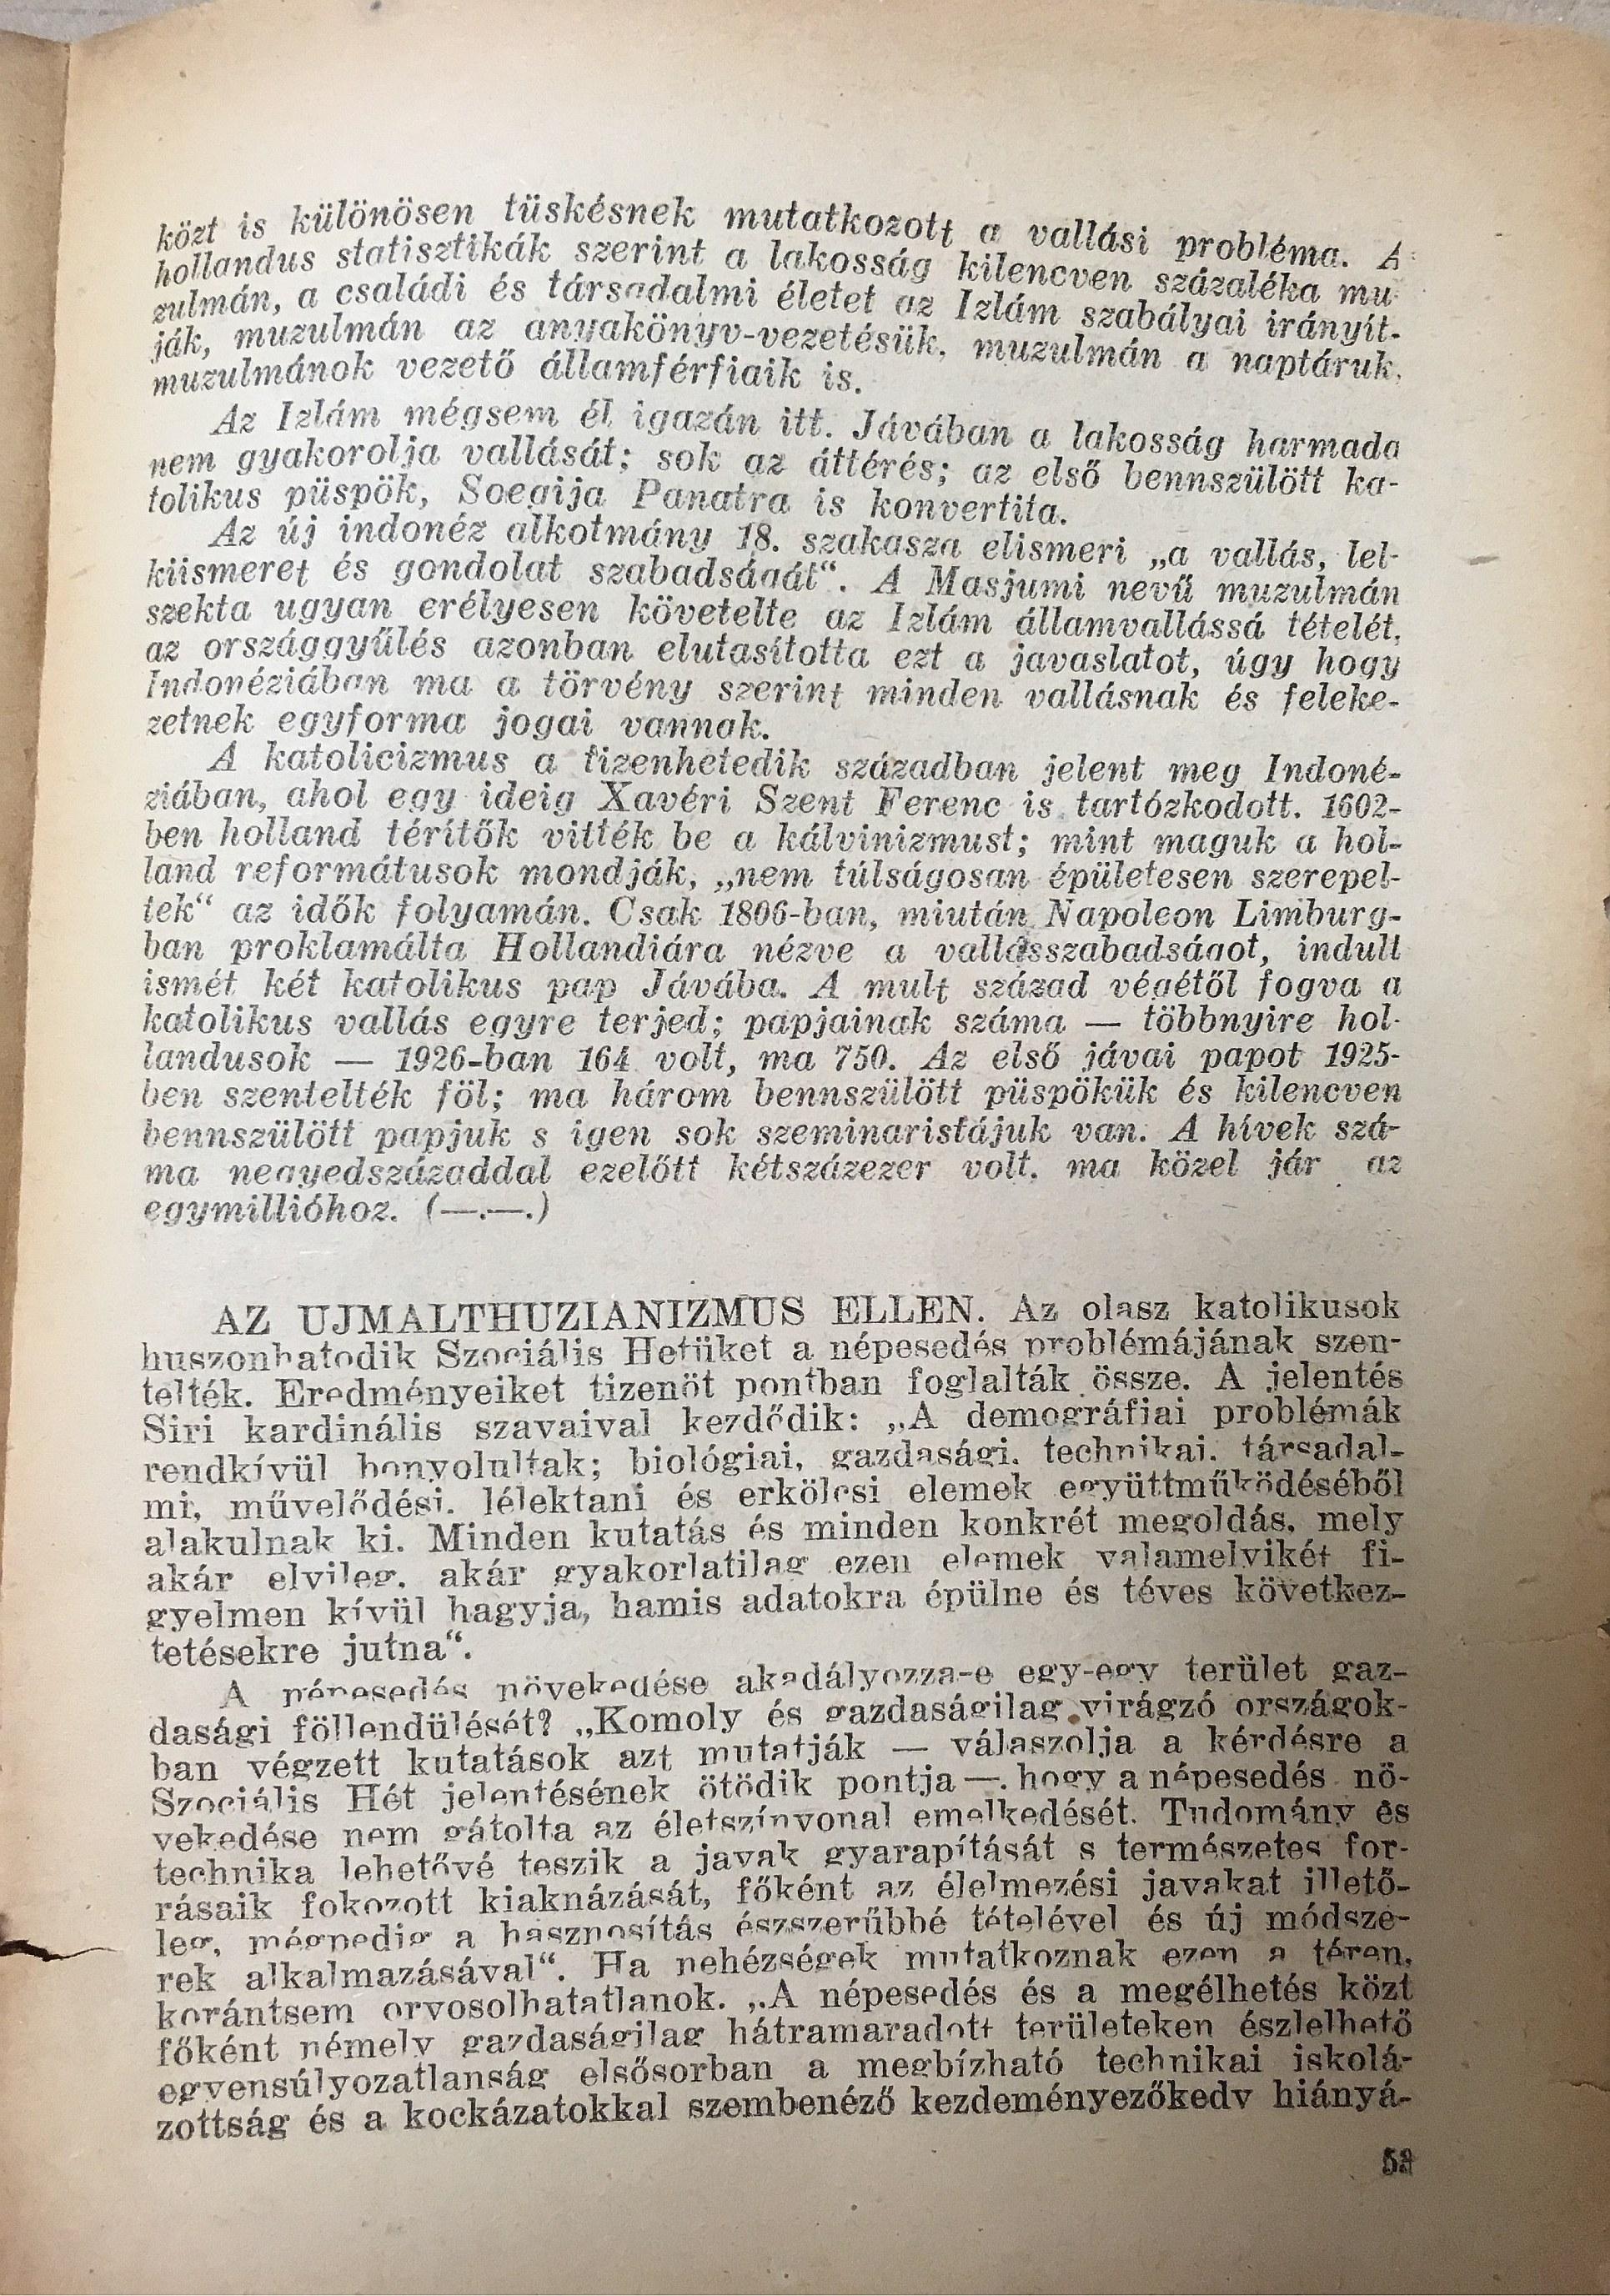 közt is különösen tüskésnek mutatkozott a vallási probléma. A
hollandus statisztikák szerint a lakosság kilencven százaléka mu
zulmán, a családi és társadalmi életet az Izlám szabályai irányít-
ják, muzulmán az anyakönyv-vezetésük, muzulmán a naptáruk,
muzulmánok vezető államférfiaik is.
Az Izlám mégsem él igazán itt. Jávában a lakosság harmada
nem gyakorolja vallását; sok az áttérés; az első bennszülött ka-
tolikus püspök, Soegija Panatra is konvertita.
Az új indonéz alkotmány 18. szakasza elismeri „a vallás, lel-
kiismeret és gondolat szabadságát“. A Masjumi nevű muzulmán
szekta ugyan erélyesen követelte az Izlám államvallássá tételét,
az országgyűlés azonban elutasította ezt a javaslatot, úgy hogy
Indonéziában ma a törvény szerint minden vallásnak és feleke-
zetnek egyforma jogai vannak.
A katolicizmus a tizenhetedik században jelent meg Indoné-
ziában, ahol egy ideig Xavéri Szent Ferenc is tartózkodott. 1602-
ben holland térítők vitték be a kálvinizmust; mint maguk a hol-
land reformátusok mondják, „nem túlságosan épületesen szerepel-
tek“ az idők folyamán. Csak 1806-ban, miután Napoleon Limburg-
ban proklamálta Hollandiára nézve a vallásszabadságot, indult
ismét két katolikus pap Jávába. A mult század végétől fogva a
katolikus vallás egyre terjed; papjainak száma — többnyire hol-
landusok — 1926-ban 164 volt, ma 750. Az első jávai papot 1925-
ben szentelték föl; ma három bennszülött püspökük és kilencven
bennszülött papjuk s igen sok szeminaristájuk van. A hívek szá-
ma negyedszázaddal ezelőtt kétszázezer volt, ma közel jár az
egymillióhoz. (—.—.)
AZ UJMALTHUZIANIZMUS ELLEN. Az olasz katolikusok
huszonhatodik Szociális Hetüket a népesedés problémájának szen-
telték. Eredményeiket tizenöt pontban foglalták össze. A jelentés
Siri kardinális szavaival kezdődik: „A demográfiai problémák
rendkívül bonyolultak; biológiai, gazdasági, technikai, társadal-
mi, művelődési, lélektani és erkölcsi elemek együttműködéséből
alakulnak ki. Minden kutatás és minden konkrét megoldás, mely
akár elvileg, akár gyakorlatilag ezen elemek valamelyikét fi-
gyelmen kívül hagyja, hamis adatokra épülne és téves következ-
tetésekre jutna“.
A népesedés növekedése akadályozza-e egy-egy terület gaz-
dasági föllendülését? „Komoly és gazdaságilag virágzó országok-
ban végzett kutatások azt mutatják — válaszolja a kérdésre a
Szociális Hét jelentésének ötödik pontja —, hogy a népesedés nö-
vekedése nem gátolta az életszínvonal emelkedését. Tudomány és
technika lehetővé teszik a javak gyarapítását s természetes for-
rásaik fokozott kiaknázását, főként az élelmezési javakat illető-
leg, mégpedig a hasznosítás észszerűbbé tételével és új módsze-
rek alkalmazásával“. Ha nehézségek mutatkoznak ezen a téren,
korántsem orvosolhatatlanok. „A népesedés és a megélhetés közt
főként némely gazdaságilag hátramaradott területeken észlelhető
egyensúlyozatlanság elsősorban a megbízható technikai iskolá-
zottság és a kockázatokkal szembenéző kezdeményezőkedv hiányá-